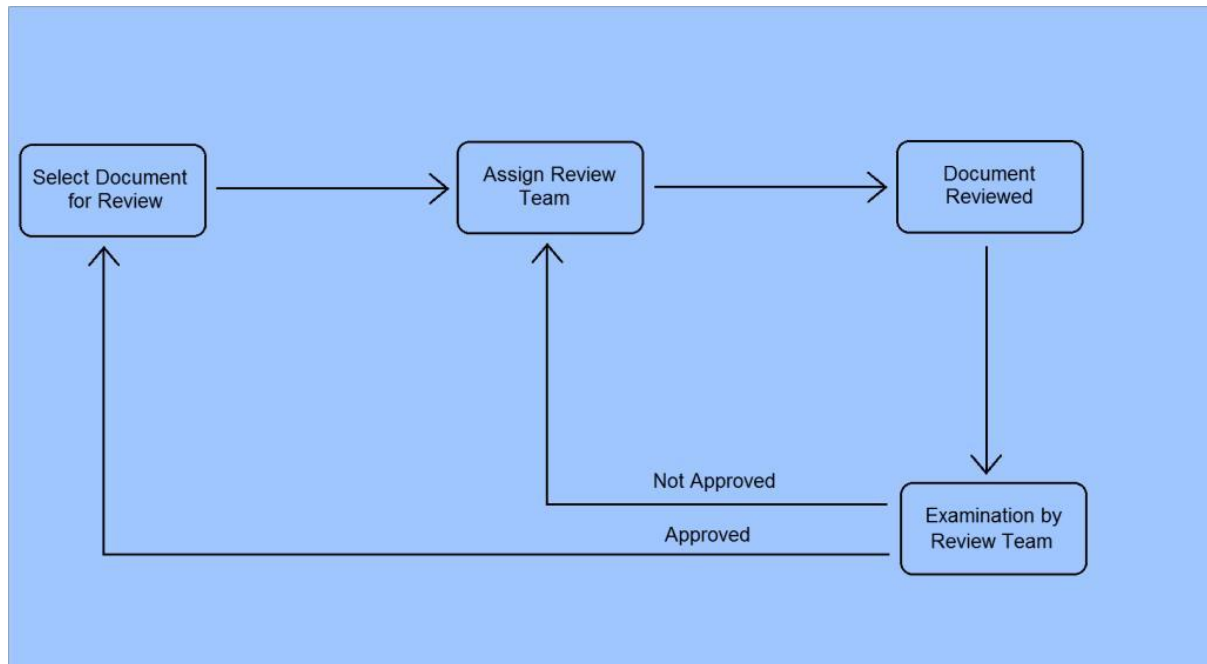 Select Document
for Review
Assign Review
Team
Document
Reviewed
Not Approved
Approved
Examination by
Review Team